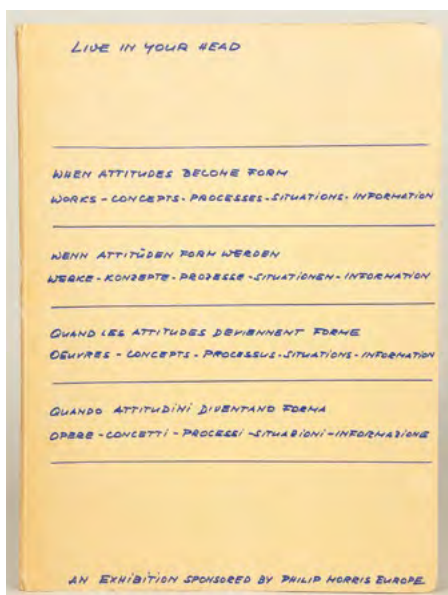 LIVE IN YOUR HEAD
WHEN ATTITUDES BECOME FORM
WORKS - CONCEPTS - PROCESSES - SITUATIONS - INFORMATION
WENN ATTITÜDEN FORM WERDEN
WERKE - KONZEPTE - PROZESSE - SITUATIONEN - INFORMATION
QUAND LES ATTITUDES DEVIENNENT FORME
OEUVRES - CONCEPTS - PROCESSUS - SITUATIONS - INFORMATION
QUANDO ATTITUDINI DIVENTANO FORMA
OPERE - CONCETTI - PROCESSI - SITUAZIONI - INFORMAZIONE
AN EXHIBITION SPONSORED BY PHILIP MORRIS EUROPE